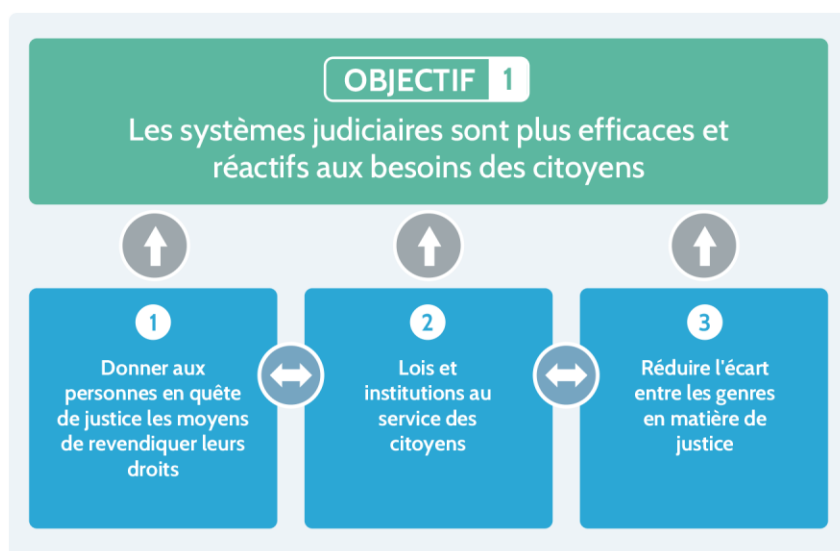 OBJECTIF 1
Les systèmes judiciaires sont plus efficaces et
réactifs aux besoins des citoyens
1
Donner aux
personnes en quête
de justice les moyens
de revendiquer leurs
droits
2
Lois et
institutions au
service des
citoyens
3
Réduire l'écart
entre les genres
en matière de
justice